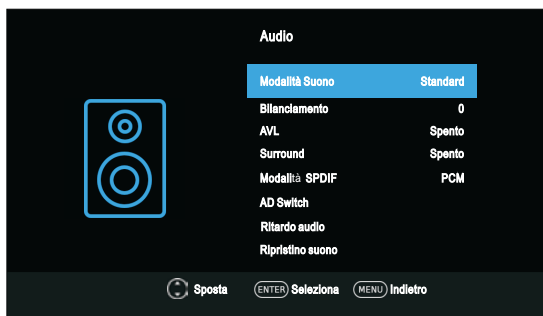 Audio
Modalità Suono Standard
Bilanciamento 0
AVL Spento
Surround Spento
Modalità SPDIF PCM
AD Switch
Ritardo audio
Ripristino suono
Sposta ENTER Seleziona MENU Indietro